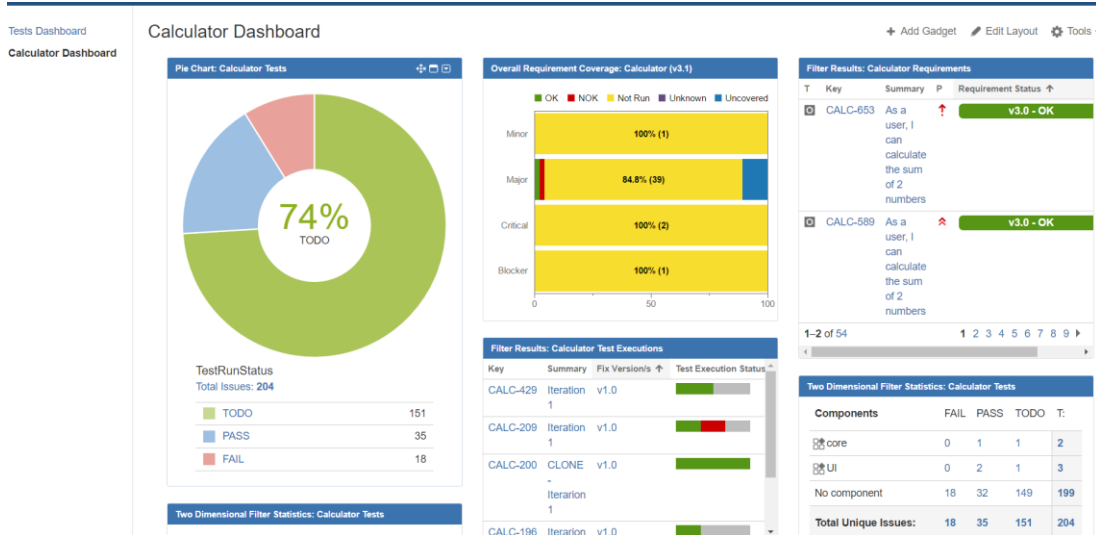 Tests Dashboard
Calculator Dashboard
Calculator Dashboard
Add Gadget Edit Layout Tools
Pie Chart: Calculator Tests
74%
TODO
TestRunStatus
Total Issues: 204
TODO 151
PASS 35
FAIL 18
Two Dimensional Filter Statistics: Calculator Tests
Overall Requirement Coverage: Calculator (v3.1)
OK NOK Not Run Unknown Uncovered
Minor 100% (1)
Major 84.8% (39)
Critical 100% (2)
Blocker 100% (1)
0 50 100
Filter Results: Calculator Test Executions
Key Summary Fix Version/s ↑ Test Execution Status
CALC-429 Iteration v1.0
1
CALC-209 Iteration v1.0
1
CALC-200 CLONE v1.0
-
Iterarion
1
CALC-196 Iterarion v1.0
Filter Results: Calculator Requirements
T Key Summary P Requirement Status ↑
CALC-653 As a v3.0 - OK
user, I
can
calculate
the sum
of 2
numbers
CALC-589 As a v3.0 - OK
user, I
can
calculate
the sum
of 2
numbers
1–2 of 54 1 2 3 4 5 6 7 8 9
Two Dimensional Filter Statistics: Calculator Tests
Components FAIL PASS TODO T:
core 0 1 1 2
UI 0 2 1 3
No component 18 32 149 199
Total Unique Issues: 18 35 151 204